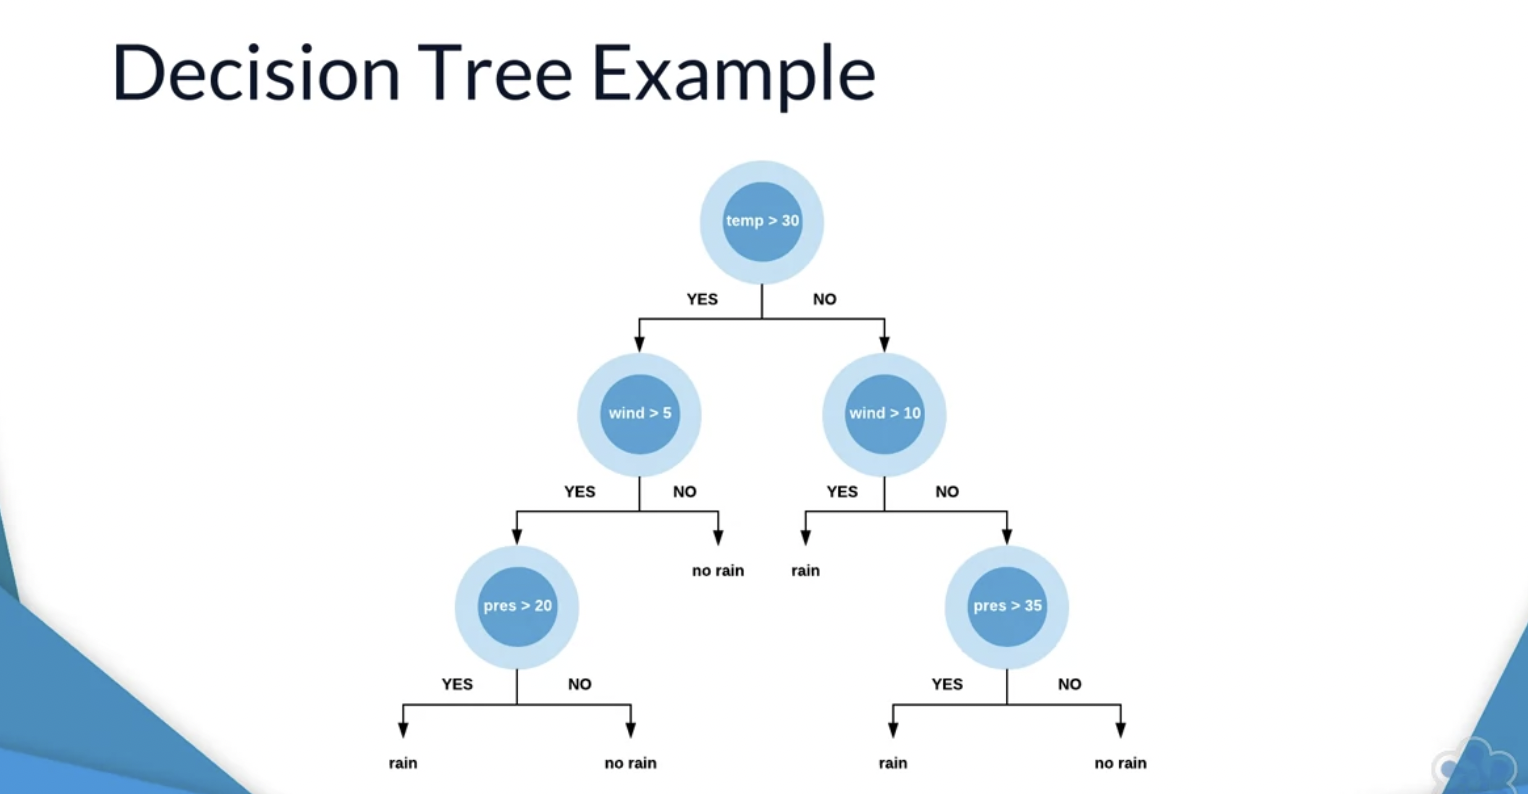 Decision Tree Example
temp > 30
YES NO
wind > 5 wind > 10
YES NO YES NO
no rain rain
pres > 20 pres > 35
YES NO YES NO
rain no rain rain no rain